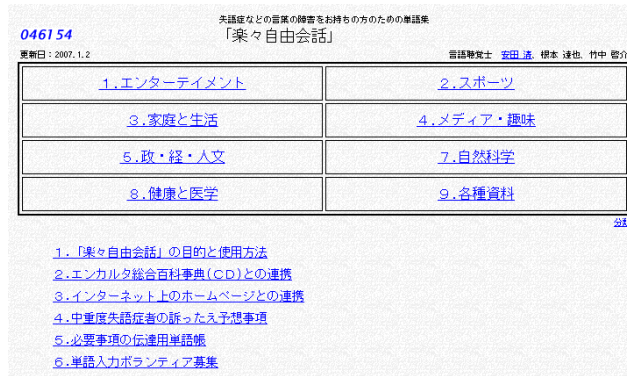 失語症などの言葉の障害をお持ちの方のための単語集
046154
「楽々自由会話」
更新日：2007.1.2
言語聴覚士 安田 清, 根本 達也, 竹中 啓介
１.エンターテイメント
２.スポーツ
３.家庭と生活
４.メディア・趣味
５.政・経・人文
７.自然科学
８.健康と医学
９.各種資料
分類
１.「楽々自由会話」の目的と使用方法
２.エンカルタ総合百科事典(CD)との連携
３.インターネット上のホームページとの連携
４.中重度失語症者の訴ったえ予想事項
５.必要事項の伝達用単語帳
６.単語入力ボランティア募集